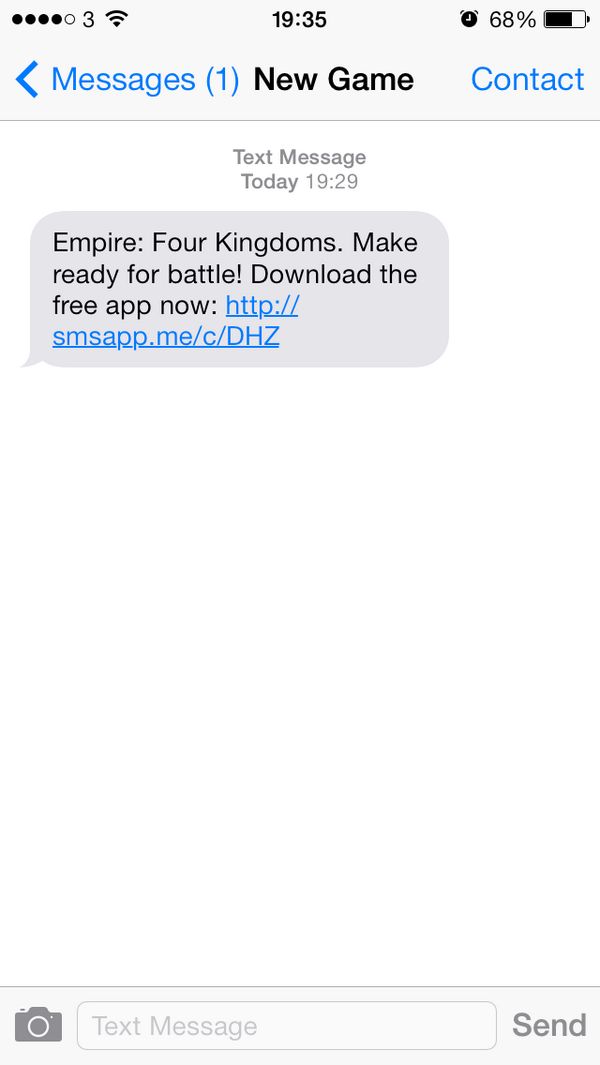 3 19:35 68%
Messages (1) New Game Contact
Text Message
Today 19:29
Empire: Four Kingdoms. Make
ready for battle! Download the
free app now: http://
smsapp.me/c/DHZ
Text Message Send